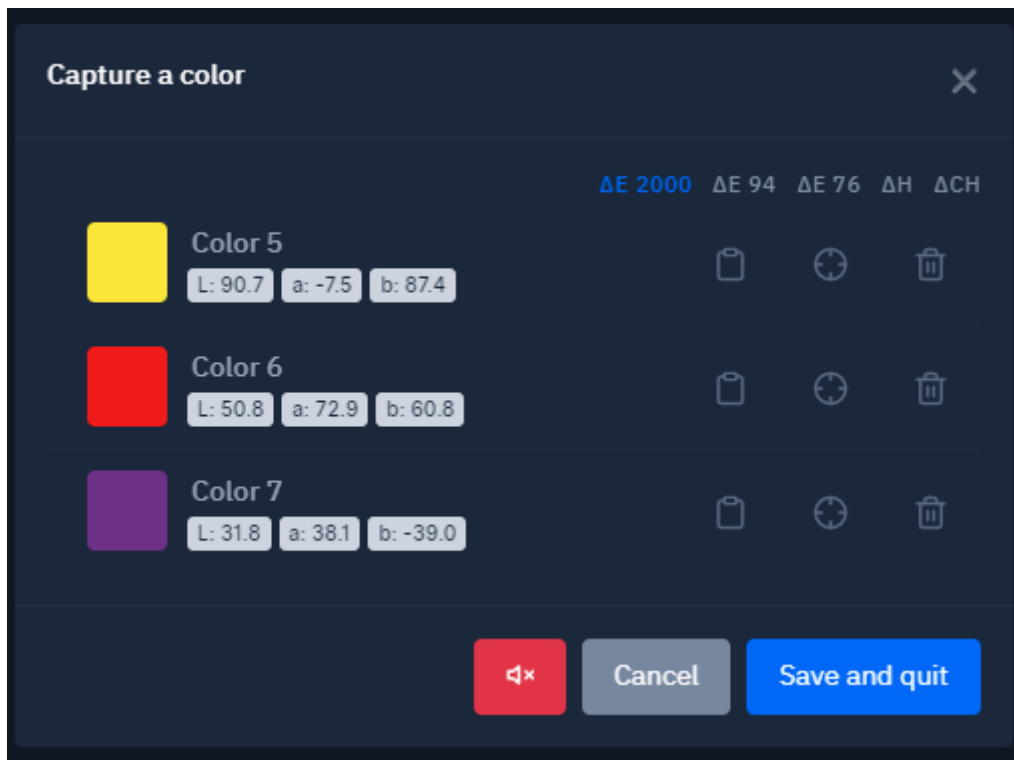 Capture a color
ΔE 2000 ΔE 94 ΔE 76 ΔH ΔCH
Color 5
L: 90.7 a: -7.5 b: 87.4
Color 6
L: 50.8 a: 72.9 b: 60.8
Color 7
L: 31.8 a: 38.1 b: -39.0
Cancel Save and quit